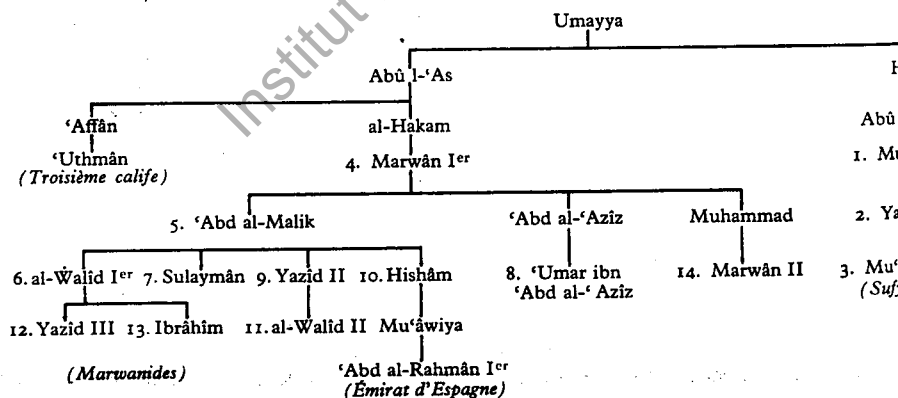 Institut
Umayya
Abû l-‘As
‘Affân al-Hakam Abû
‘Uthmân 4. Marwân Ier 1.
(Troisième calife)
5. ‘Abd al-Malik ‘Abd al-‘Azîz Muhammad 2.
6. al-Walîd Ier 7. Sulaymân 9. Yazîd II 10. Hishâm 8. ‘Umar ibn 14. Marwân II 3.
‘Abd al-‘ Azîz
12. Yazîd III 13. Ibrâhîm 11. al-Walîd II Mu‘âwiya
(Marwanides) ‘Abd al-Rahmân Ier
(Émirat d'Espagne)